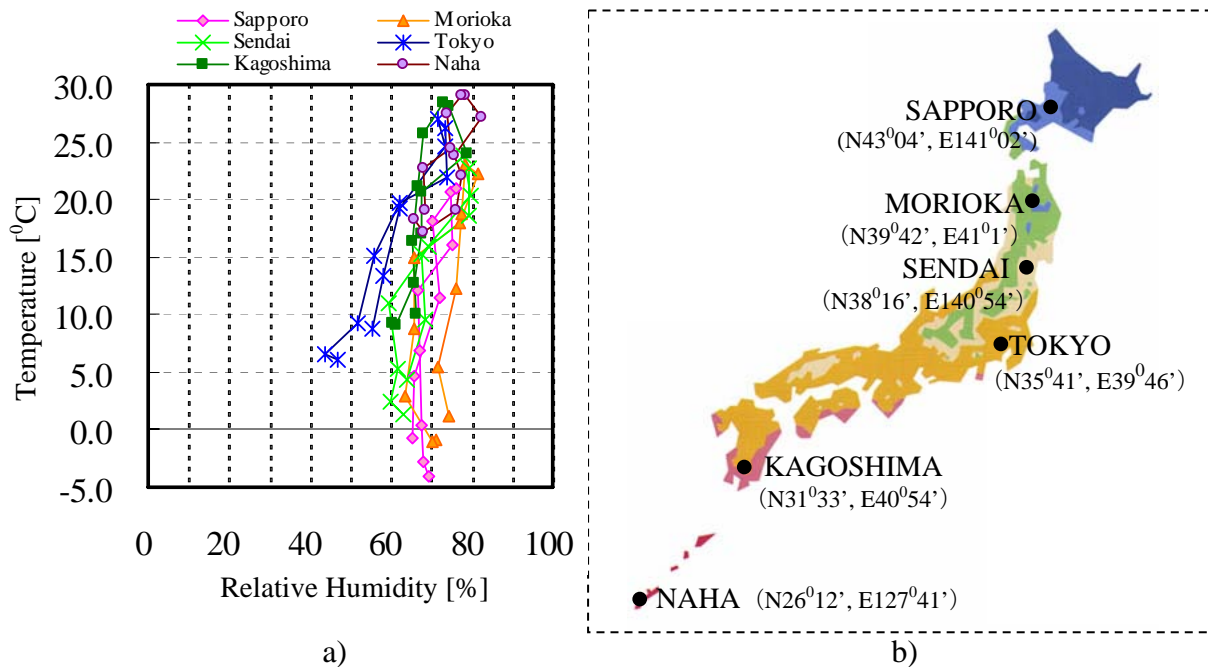 Sapporo Morioka
Sendai Tokyo
Kagoshima Naha
30.0
25.0
20.0
15.0
10.0
5.0
0.0
-5.0
Temperature [⁰C]
0 20 40 60 80 100
Relative Humidity [%]
a)
SAPPORO
(N43⁰04’, E141⁰02’)
MORIOKA
(N39⁰42’, E41⁰1’)
SENDAI
(N38⁰16’, E140⁰54’)
TOKYO
(N35⁰41’, E39⁰46’)
KAGOSHIMA
(N31⁰33’, E40⁰54’)
NAHA (N26⁰12’, E127⁰41’)
b)